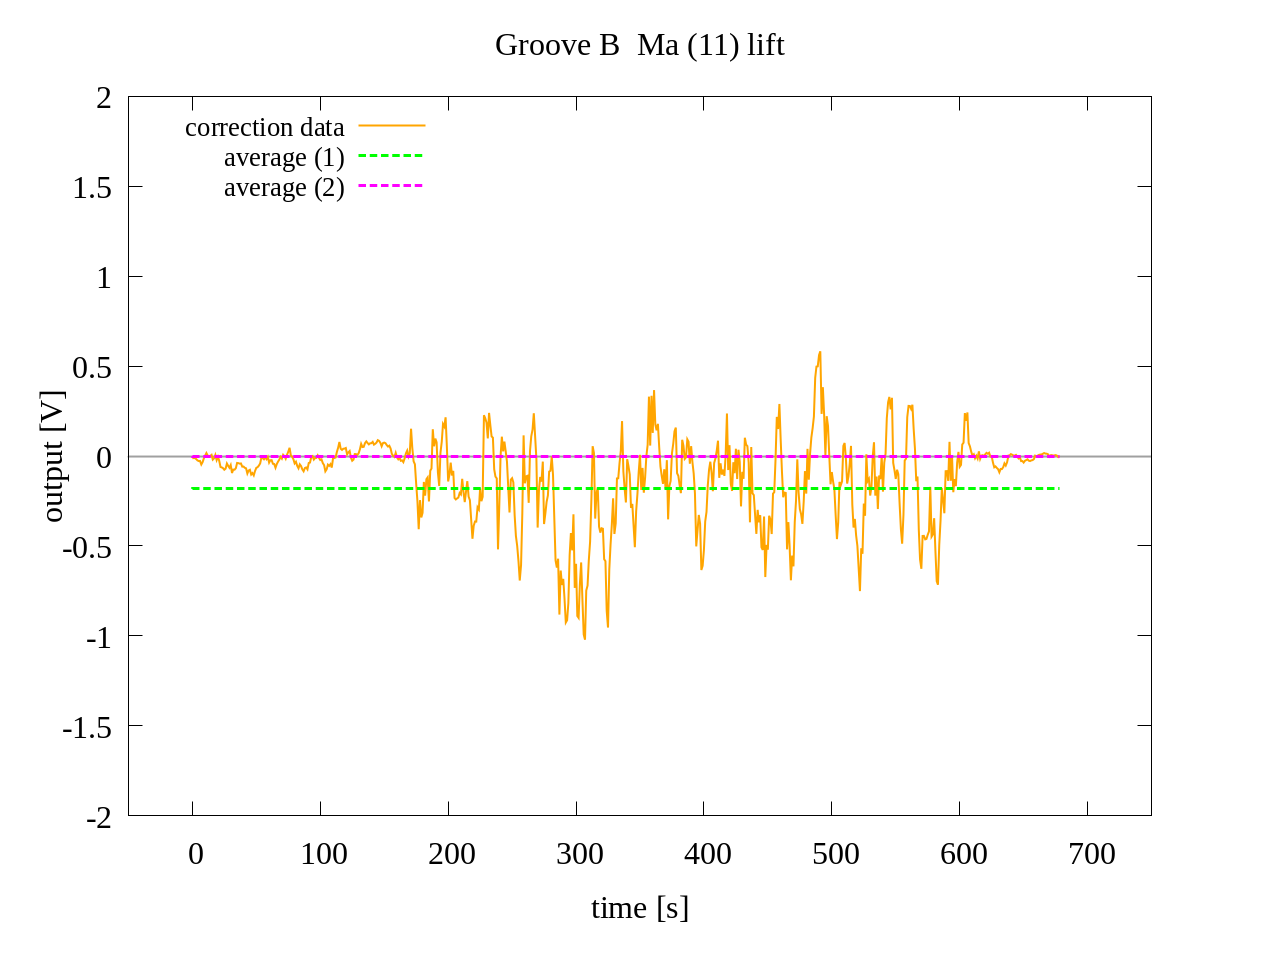 Groove B  Ma (11) lift
correction data
average (1)
average (2)
output [V]
2
1.5
1
0.5
0
-0.5
-1
-1.5
-2
0 100 200 300 400 500 600 700
time [s]